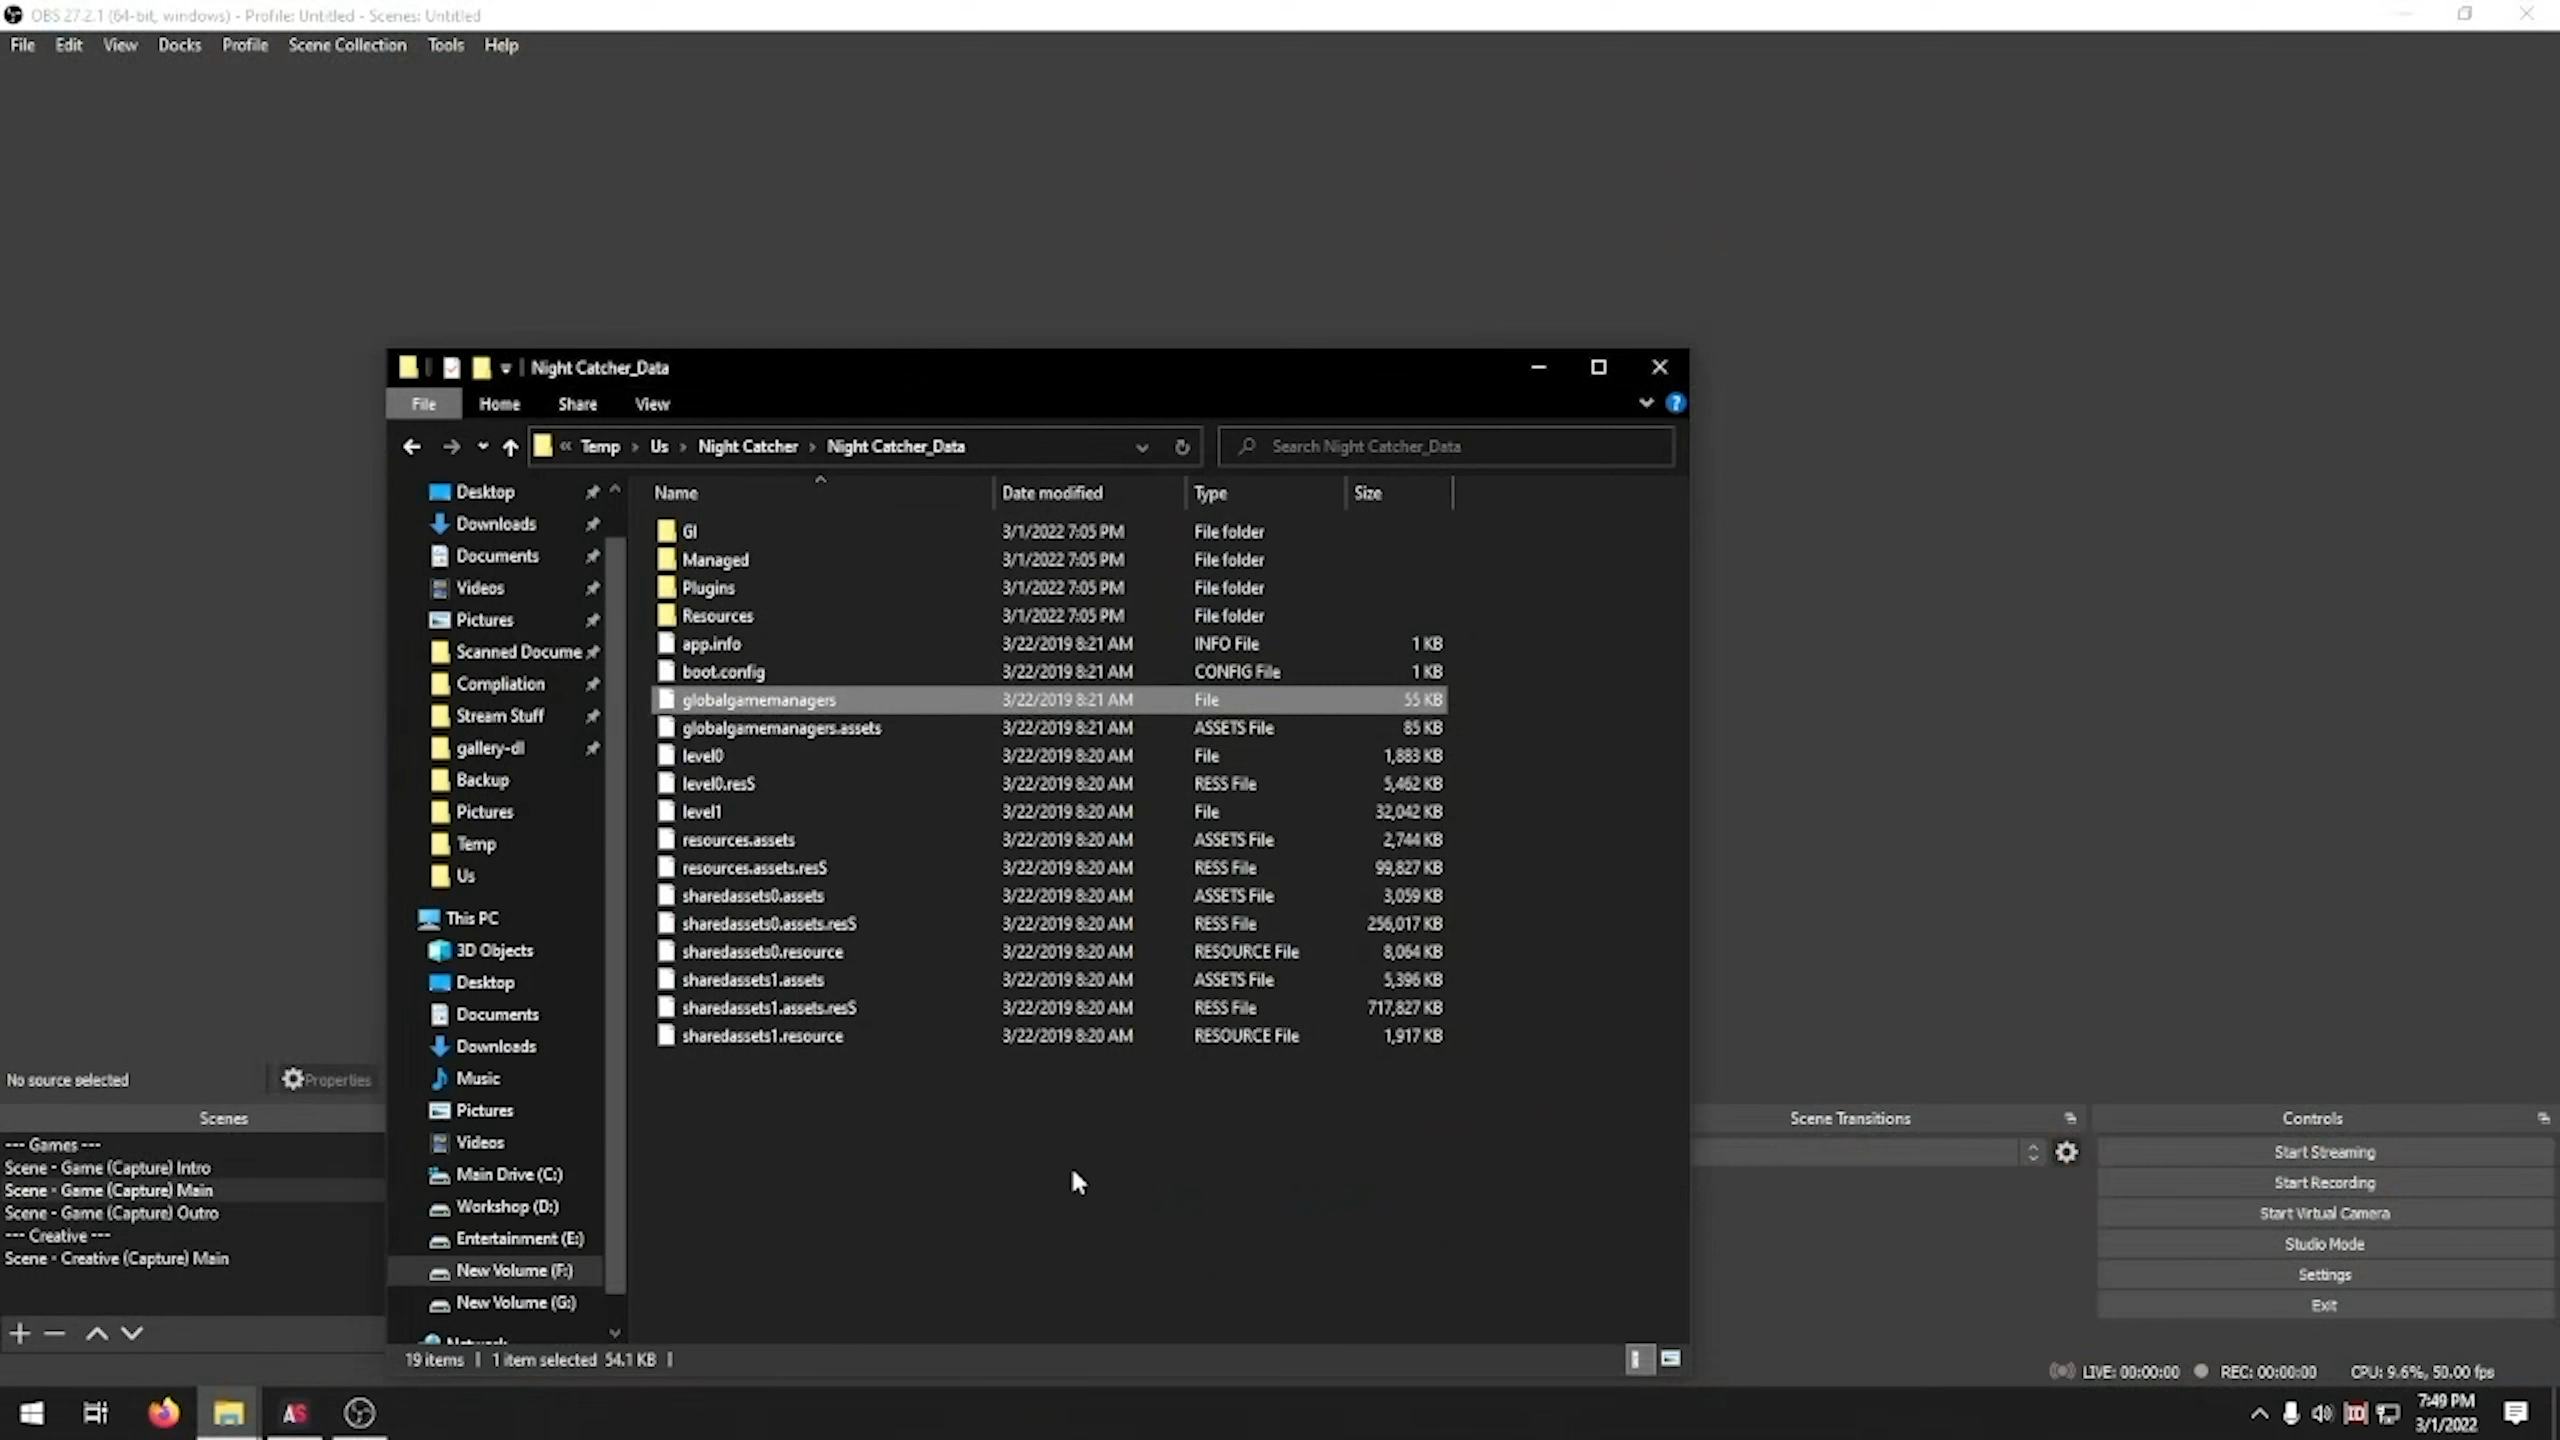 OBS 27.2.1 (64-bit, windows) - Profile: Untitled - Scenes: Untitled
File Edit View Docks Profile Scene Collection Tools Help
Night Catcher_Data
File Home Share View
« Temp › Us › Night Catcher › Night Catcher_Data
Search Night Catcher_Data
Desktop
Downloads
Documents
Videos
Pictures
Scanned Docume
Compliation
Stream Stuff
gallery-dl
Backup
Pictures
Temp
Us
This PC
3D Objects
Desktop
Documents
Downloads
Music
Pictures
Videos
Main Drive (C:)
Workshop (D:)
Entertainment (E:)
New Volume (F:)
New Volume (G:)
Network
Name Date modified Type Size
GI 3/1/2022 7:05 PM File folder
Managed 3/1/2022 7:05 PM File folder
Plugins 3/1/2022 7:05 PM File folder
Resources 3/1/2022 7:05 PM File folder
app.info 3/22/2019 8:21 AM INFO File 1 KB
boot.config 3/22/2019 8:21 AM CONFIG File 1 KB
globalgamemanagers 3/22/2019 8:21 AM File 55 KB
globalgamemanagers.assets 3/22/2019 8:21 AM ASSETS File 85 KB
level0 3/22/2019 8:20 AM File 1,883 KB
level0.resS 3/22/2019 8:20 AM RESS File 5,462 KB
level1 3/22/2019 8:20 AM File 32,042 KB
resources.assets 3/22/2019 8:20 AM ASSETS File 2,744 KB
resources.assets.resS 3/22/2019 8:20 AM RESS File 99,827 KB
sharedassets0.assets 3/22/2019 8:20 AM ASSETS File 3,059 KB
sharedassets0.assets.resS 3/22/2019 8:20 AM RESS File 256,017 KB
sharedassets0.resource 3/22/2019 8:20 AM RESOURCE File 8,064 KB
sharedassets1.assets 3/22/2019 8:20 AM ASSETS File 5,396 KB
sharedassets1.assets.resS 3/22/2019 8:20 AM RESS File 717,827 KB
sharedassets1.resource 3/22/2019 8:20 AM RESOURCE File 1,917 KB
19 items | 1 item selected 54.1 KB |
No source selected Properties
Scenes
--- Games ---
Scene - Game (Capture) Intro
Scene - Game (Capture) Main
Scene - Game (Capture) Outro
--- Creative ---
Scene - Creative (Capture) Main
Scene Transitions
Controls
Start Streaming
Start Recording
Start Virtual Camera
Studio Mode
Settings
Exit
LIVE: 00:00:00 REC: 00:00:00 CPU: 9.6%, 50.00 fps
AS
7:49 PM
3/1/2022